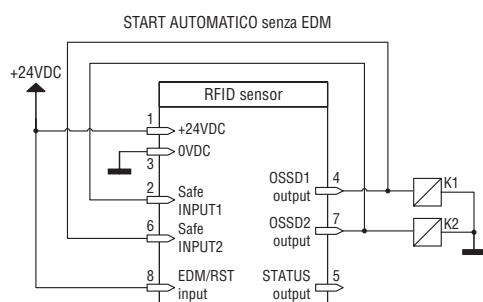 START AUTOMATICO senza EDM
+24VDC
RFID sensor
1
+24VDC
0VDC
3
2
Safe
INPUT1
6
Safe
INPUT2
8
EDM/RST
input
OSSD1
output
4
OSSD2
output
7
STATUS
output
5
K1
K2